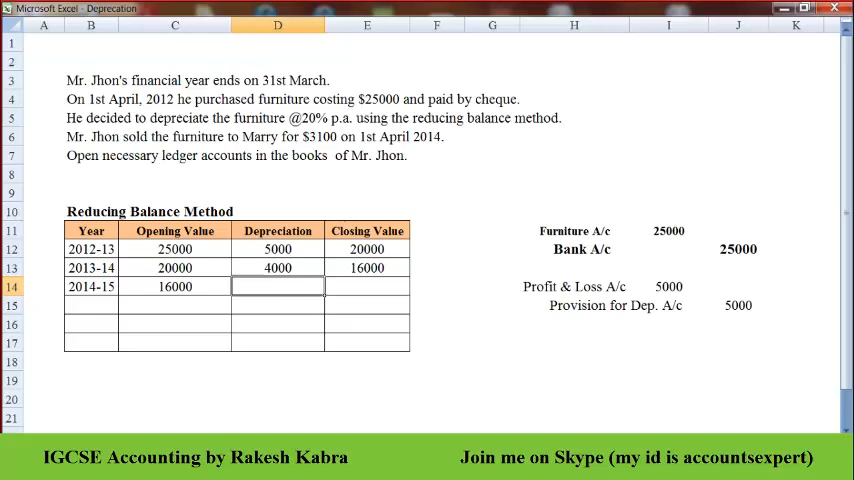 Microsoft Excel - Deprecation
A B C D E F G H I J K
1
2
3 Mr. Jhon's financial year ends on 31st March.
4 On 1st April, 2012 he purchased furniture costing $25000 and paid by cheque.
5 He decided to depreciate the furniture @20% p.a. using the reducing balance method.
6 Mr. Jhon sold the furniture to Marry for $3100 on 1st April 2014.
7 Open necessary ledger accounts in the books of Mr. Jhon.
8
9
10 Reducing Balance Method
11 Year Opening Value Depreciation Closing Value Furniture A/c 25000
12 2012-13 25000 5000 20000 Bank A/c 25000
13 2013-14 20000 4000 16000
14 2014-15 16000 Profit & Loss A/c 5000
15 Provision for Dep. A/c 5000
16
17
18
19
20
21
IGCSE Accounting by Rakesh Kabra Join me on Skype (my id is accountsexpert)